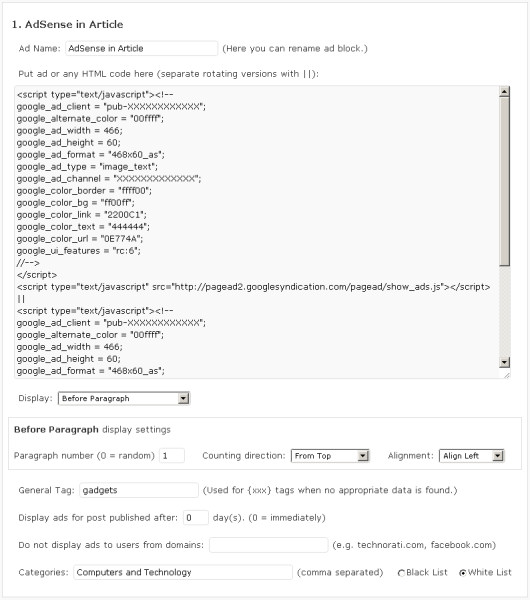 1. AdSense in Article
Ad Name: AdSense in Article (Here you can rename ad block.)
Put ad or any HTML code here (separate rotating versions with ||):
<script type="text/javascript"><!--
google_ad_client = "pub-XXXXXXXXXXXX";
google_alternate_color = "00ffff";
google_ad_width = 466;
google_ad_height = 60;
google_ad_format = "468x60_as";
google_ad_type = "image_text";
google_ad_channel = "XXXXXXXXXXXXX";
google_color_border = "ffff00";
google_color_bg = "ff00ff";
google_color_link = "2200C1";
google_color_text = "444444";
google_color_url = "0E774A";
google_ui_features = "rc:6";
//-->
</script>
<script type="text/javascript" src="http://pagead2.googlesyndication.com/pagead/show_ads.js"></script>
||
<script type="text/javascript"><!--
google_ad_client = "pub-XXXXXXXXXXXX";
google_alternate_color = "00ffff";
google_ad_width = 466;
google_ad_height = 60;
google_ad_format = "468x60_as";
Display: Before Paragraph
Before Paragraph display settings
Paragraph number (0 = random) 1 Counting direction: From Top Alignment: Align Left
General Tag: gadgets (Used for {xxx} tags when no appropriate data is found.)
Display ads for post published after: 0 day(s). (0 = immediately)
Do not display ads to users from domains: (e.g. technorati.com, facebook.com)
Categories: Computers and Technology (comma separated) Black List White List